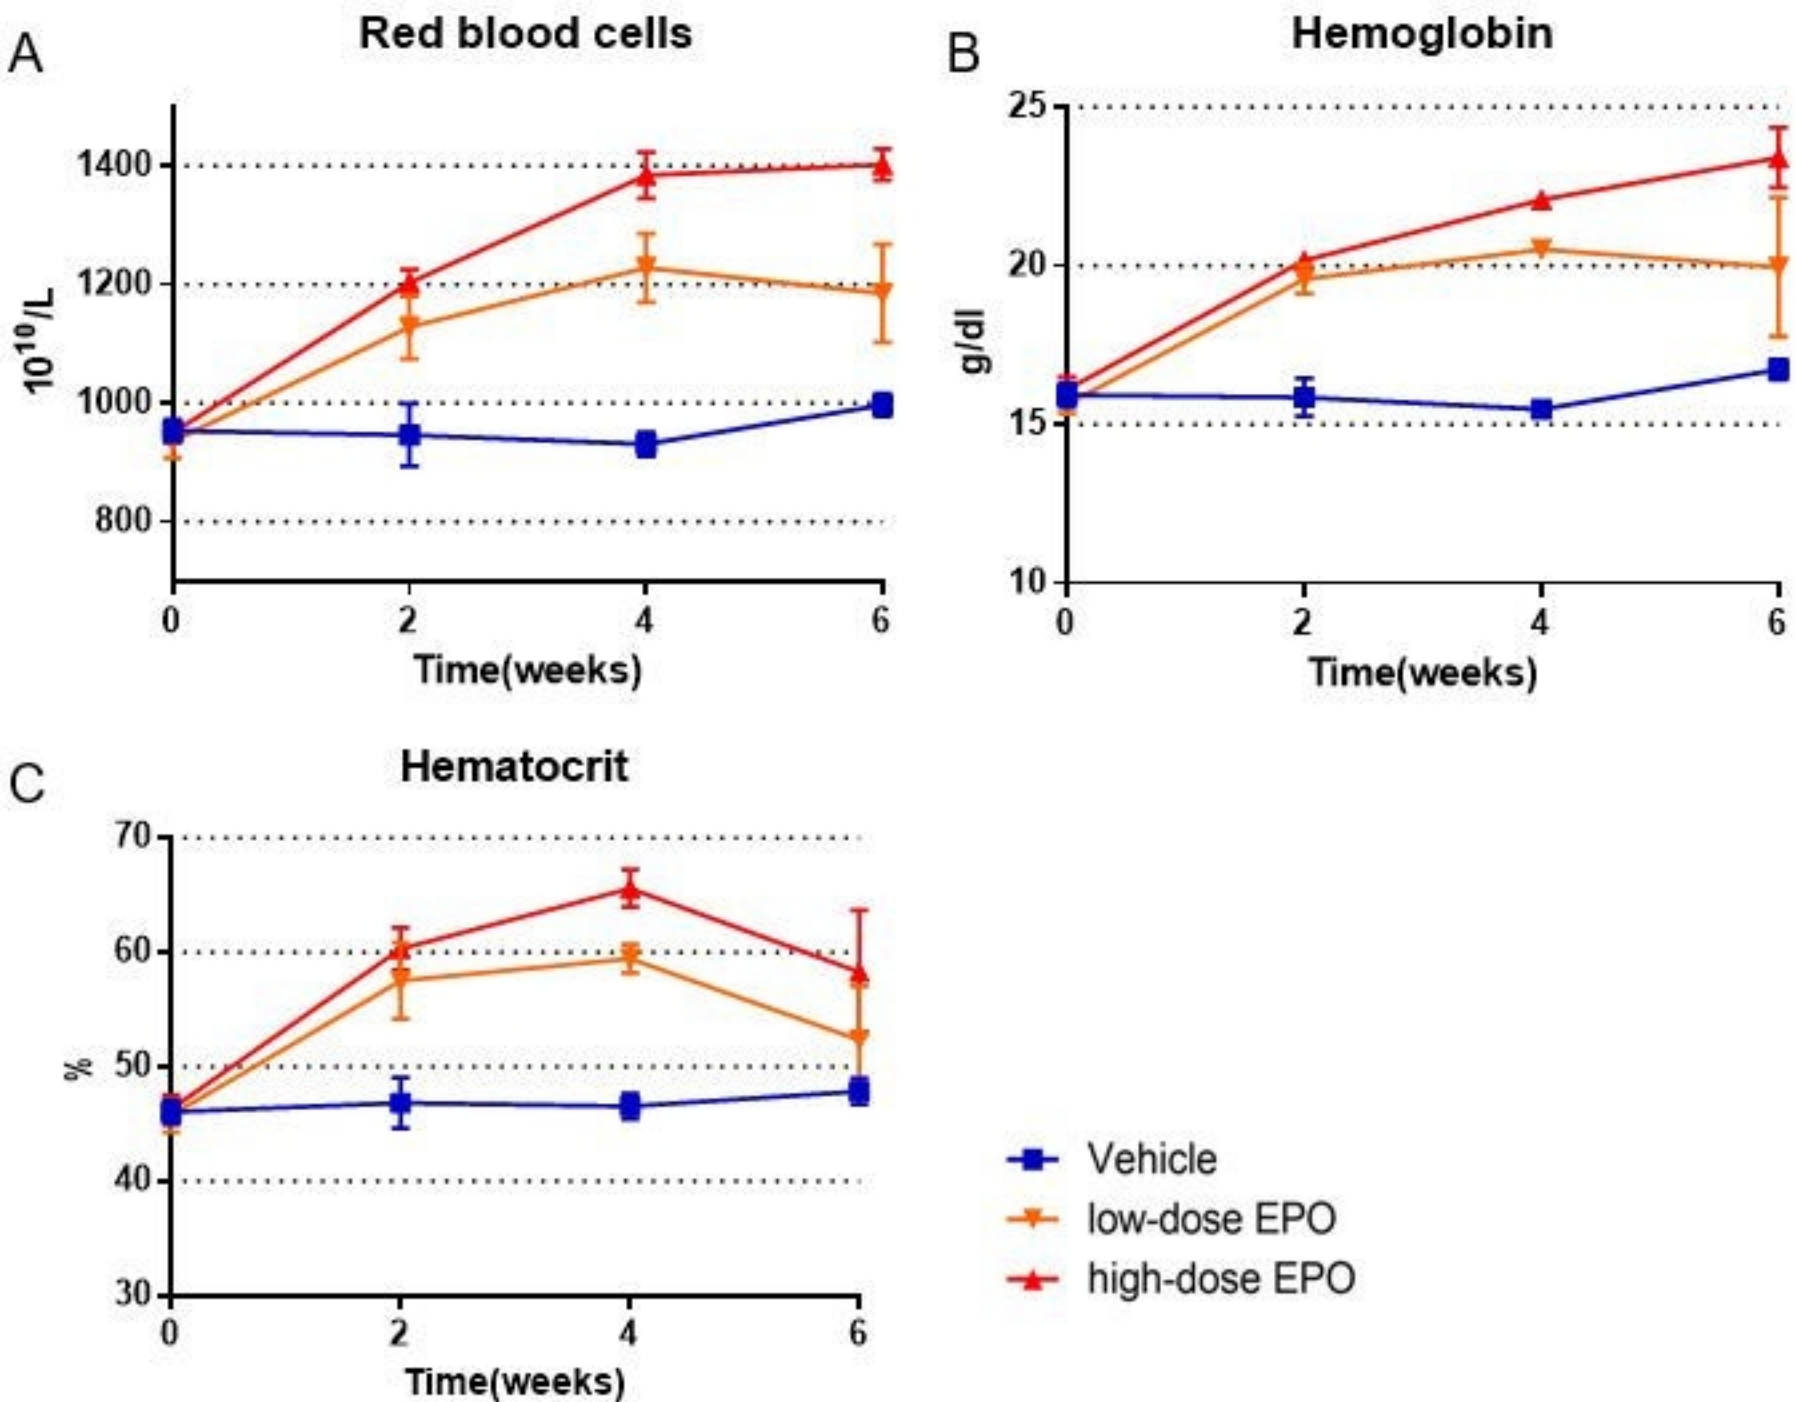 A
Red blood cells
1400
1200
1000
800
10¹⁰/L
0 2 4 6
Time(weeks)
B
Hemoglobin
25
20
15
10
g/dl
0 2 4 6
Time(weeks)
C
Hematocrit
70
60
50
40
30
%
0 2 4 6
Time(weeks)
Vehicle
low-dose EPO
high-dose EPO